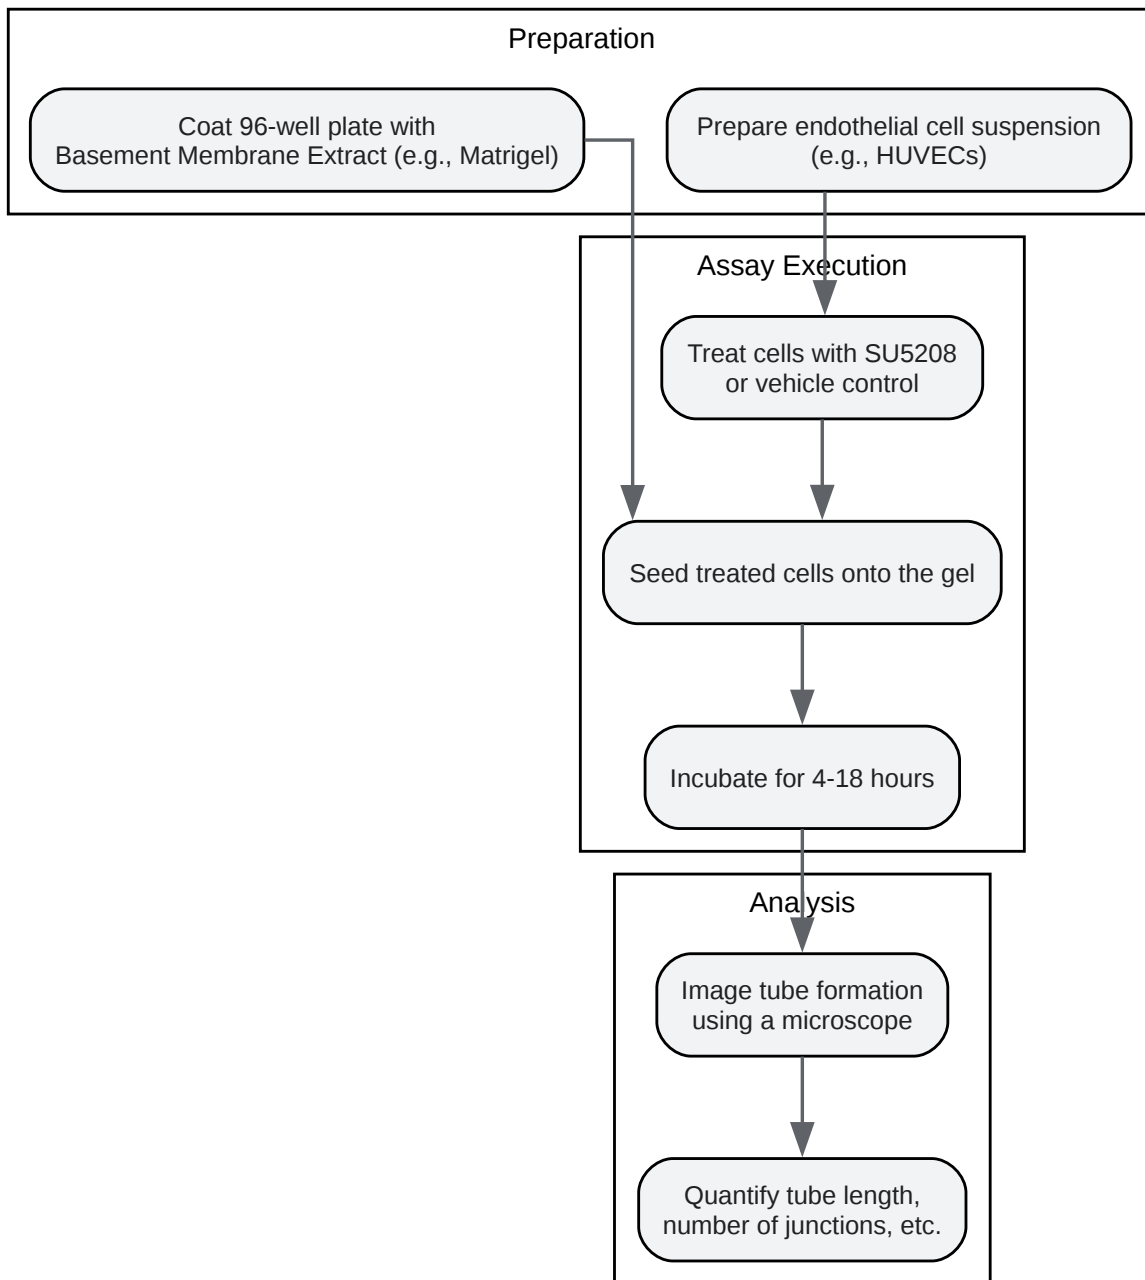 Preparation
Coat 96-well plate with
Basement Membrane Extract (e.g., Matrigel)
Prepare endothelial cell suspension
(e.g., HUVECs)
Assay Execution
Treat cells with SU5208
or vehicle control
Seed treated cells onto the gel
Incubate for 4-18 hours
Analysis
Image tube formation
using a microscope
Quantify tube length,
number of junctions, etc.